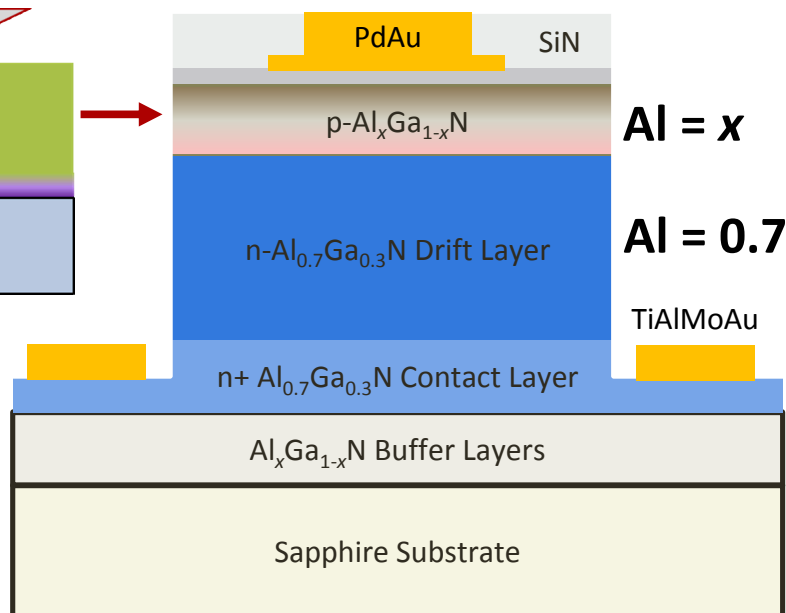 PdAu
SiN
p-AlₓGa₁₋ₓN
Al = x
n-Al₀.₇Ga₀.₃N Drift Layer
Al = 0.7
TiAlMoAu
n+ Al₀.₇Ga₀.₃N Contact Layer
AlₓGa₁₋ₓN Buffer Layers
Sapphire Substrate